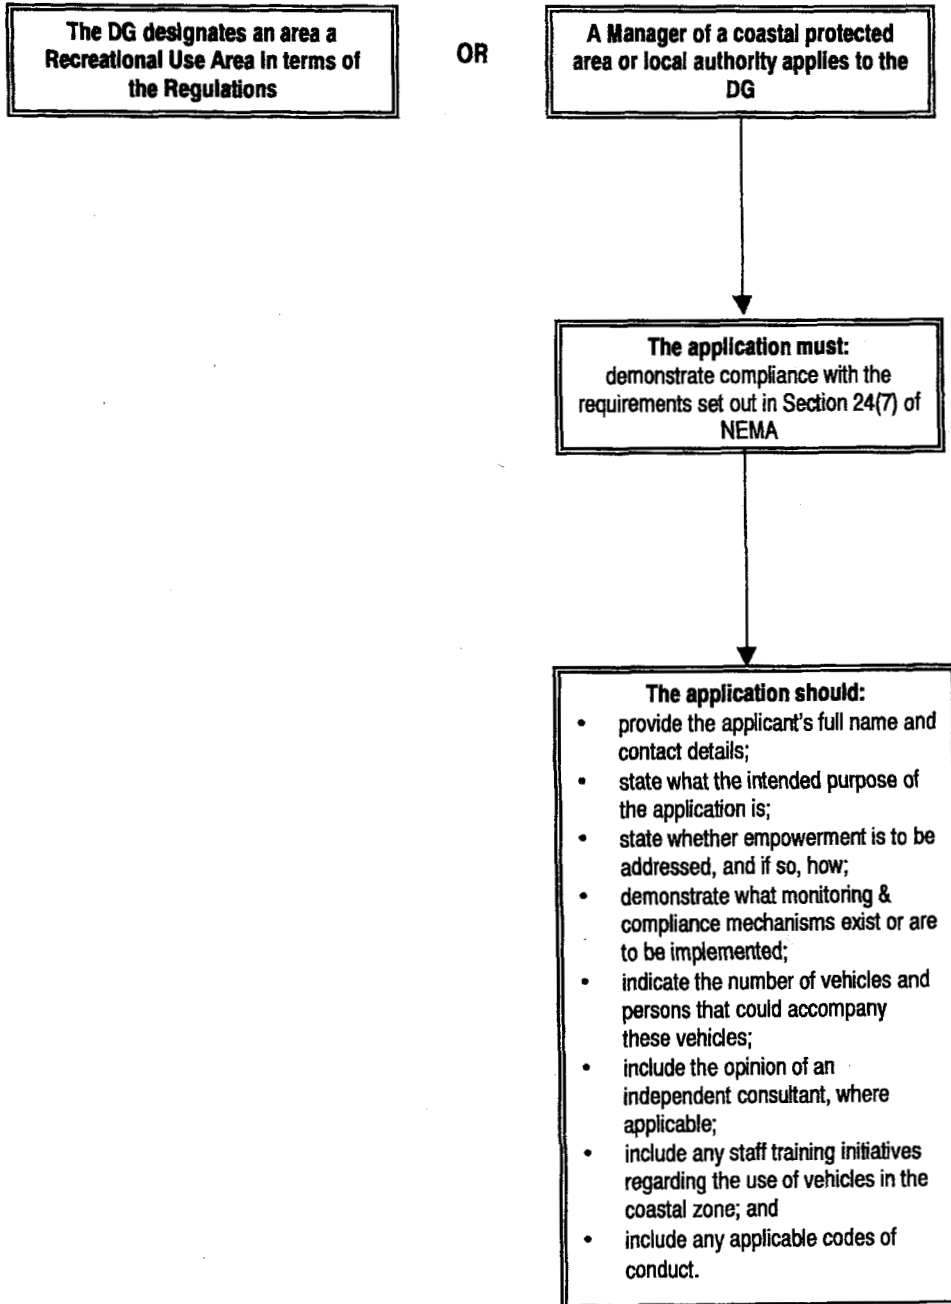 The DG designates an area a
Recreational Use Area in terms of
the Regulations
OR
A Manager of a coastal protected
area or local authority applies to the
DG
The application must:
demonstrate compliance with the
requirements set out in Section 24(7) of
NEMA
The application should:
• provide the applicant's full name and
contact details;
• state what the intended purpose of
the application is;
• state whether empowerment is to be
addressed, and if so, how;
• demonstrate what monitoring &
compliance mechanisms exist or are
to be implemented;
• indicate the number of vehicles and
persons that could accompany
these vehicles;
• include the opinion of an
independent consultant, where
applicable;
• include any staff training initiatives
regarding the use of vehicles in the
coastal zone; and
• include any applicable codes of
conduct.